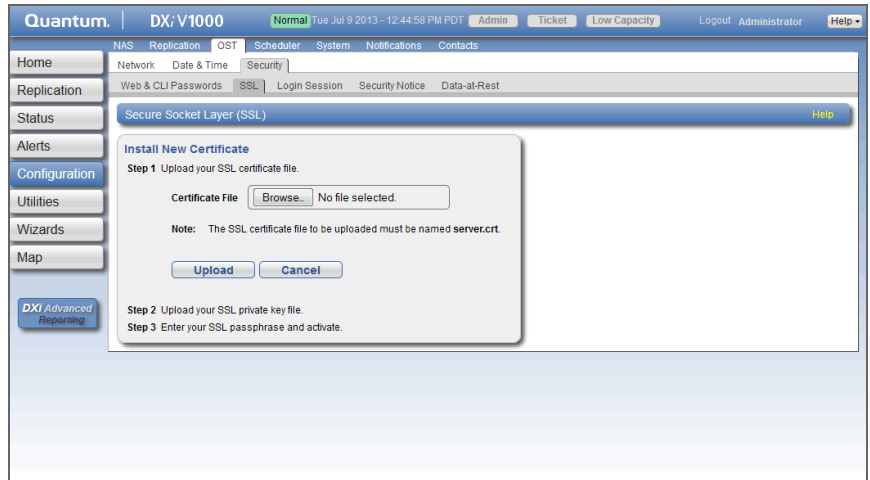 Quantum. DXi V1000 Normal Tue Jul 9 2013 - 12:44:58 PM PDT Admin Ticket Low Capacity Logout Administrator Help
NAS Replication OST Scheduler System Notifications Contacts
Home
Network Date & Time Security
Replication
Web & CLI Passwords SSL Login Session Security Notice Data-at-Rest
Status
Secure Socket Layer (SSL) Help
Alerts
Install New Certificate
Step 1 Upload your SSL certificate file.
Configuration
Utilities
Certificate File Browse... No file selected.
Wizards
Note: The SSL certificate file to be uploaded must be named server.crt.
Map
Upload Cancel
DXI Advanced
Reporting
Step 2 Upload your SSL private key file.
Step 3 Enter your SSL passphrase and activate.